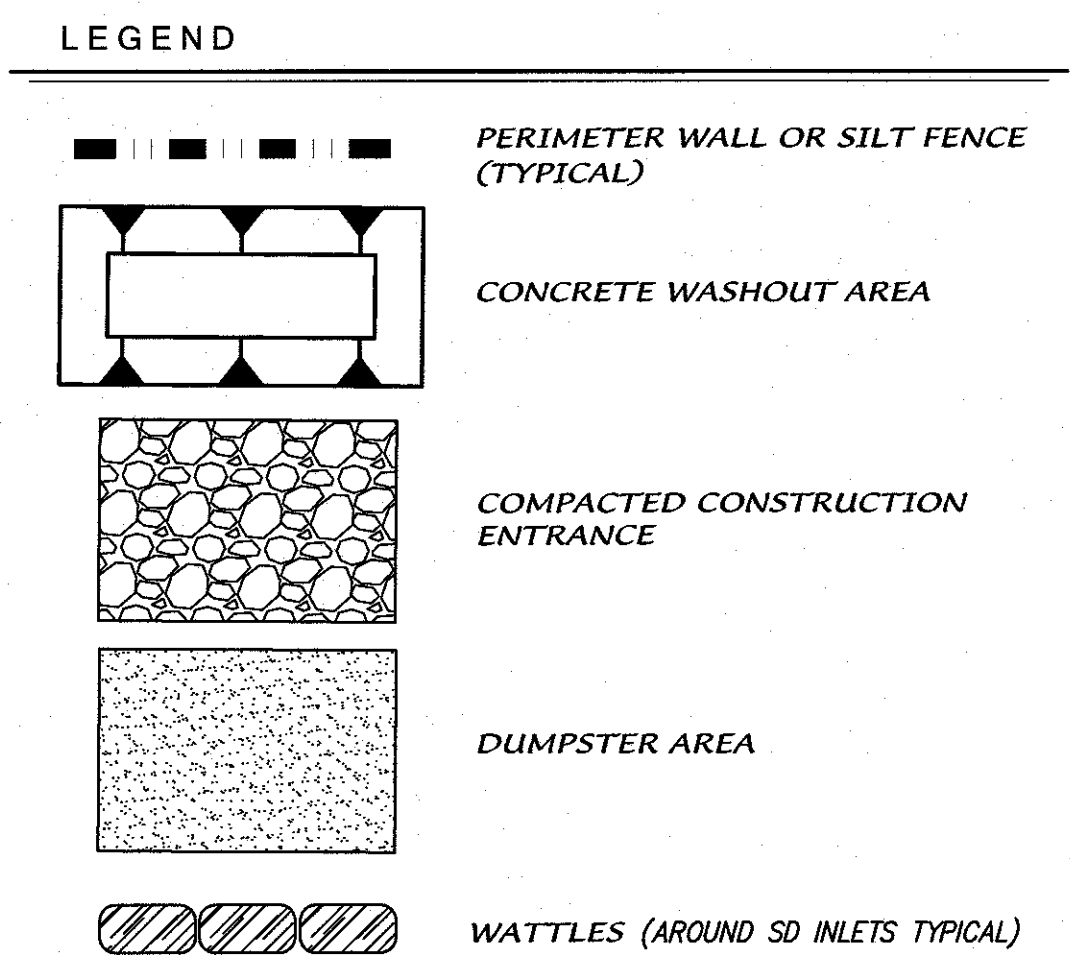 LEGEND
PERIMETER WALL OR SILT FENCE
(TYPICAL)
CONCRETE WASHOUT AREA
COMPACTED CONSTRUCTION
ENTRANCE
DUMPSTER AREA
WATTLES (AROUND SD INLETS TYPICAL)